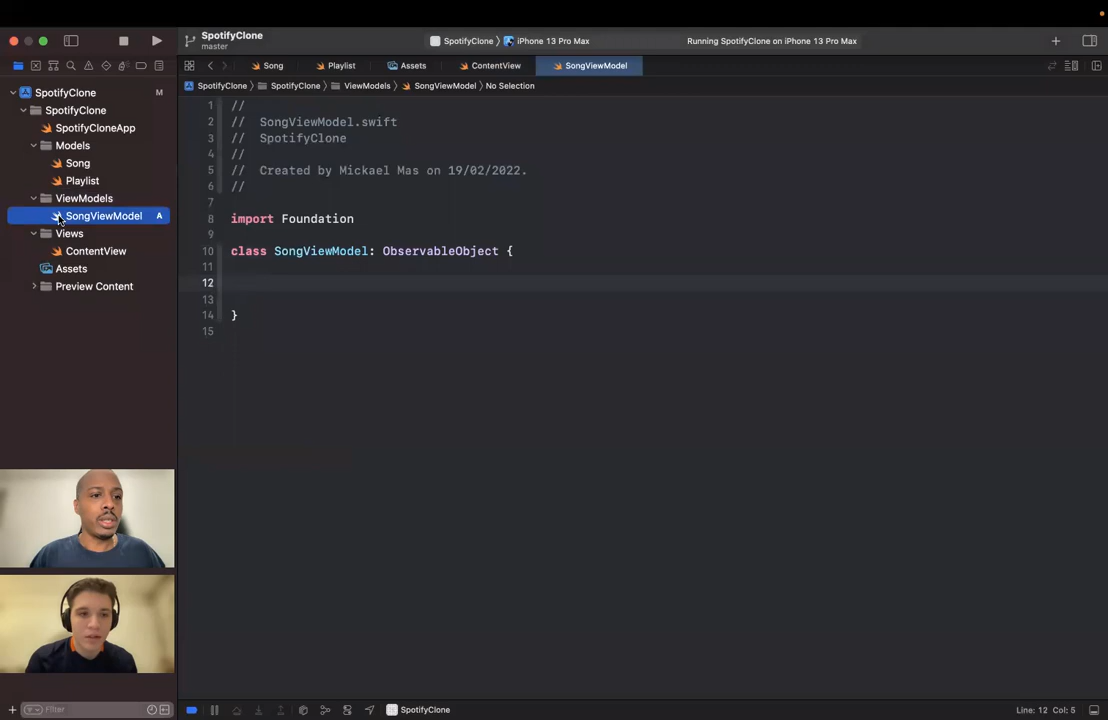 SpotifyClone
master
SpotifyClone
iPhone 13 Pro Max
Running SpotifyClone on iPhone 13 Pro Max
Song
Playlist
Assets
ContentView
SongViewModel
SpotifyClone
SpotifyClone
ViewModels
SongViewModel
No Selection
SpotifyClone M
SpotifyClone
SpotifyCloneApp
Models
Song
Playlist
ViewModels
SongViewModel A
Views
ContentView
Assets
Preview Content
1 //
2 // SongViewModel.swift
3 // SpotifyClone
4 //
5 // Created by Mickael Mas on 19/02/2022.
6 //
7
8 import Foundation
9
10 class SongViewModel: ObservableObject {
11
12
13
14 }
15
Filter
SpotifyClone
Line: 12 Col: 5